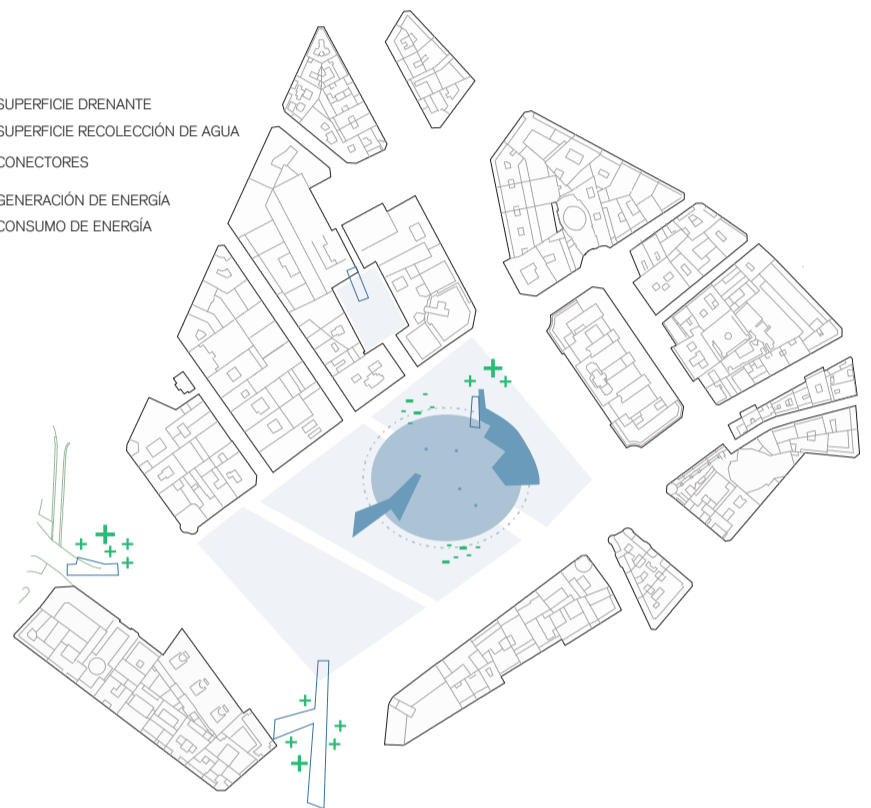 SUPERFICIE DRENANTE
SUPERFICIE RECOLECCIÓN DE AGUA
CONECTORES
GENERACIÓN DE ENERGÍA
CONSUMO DE ENERGÍA